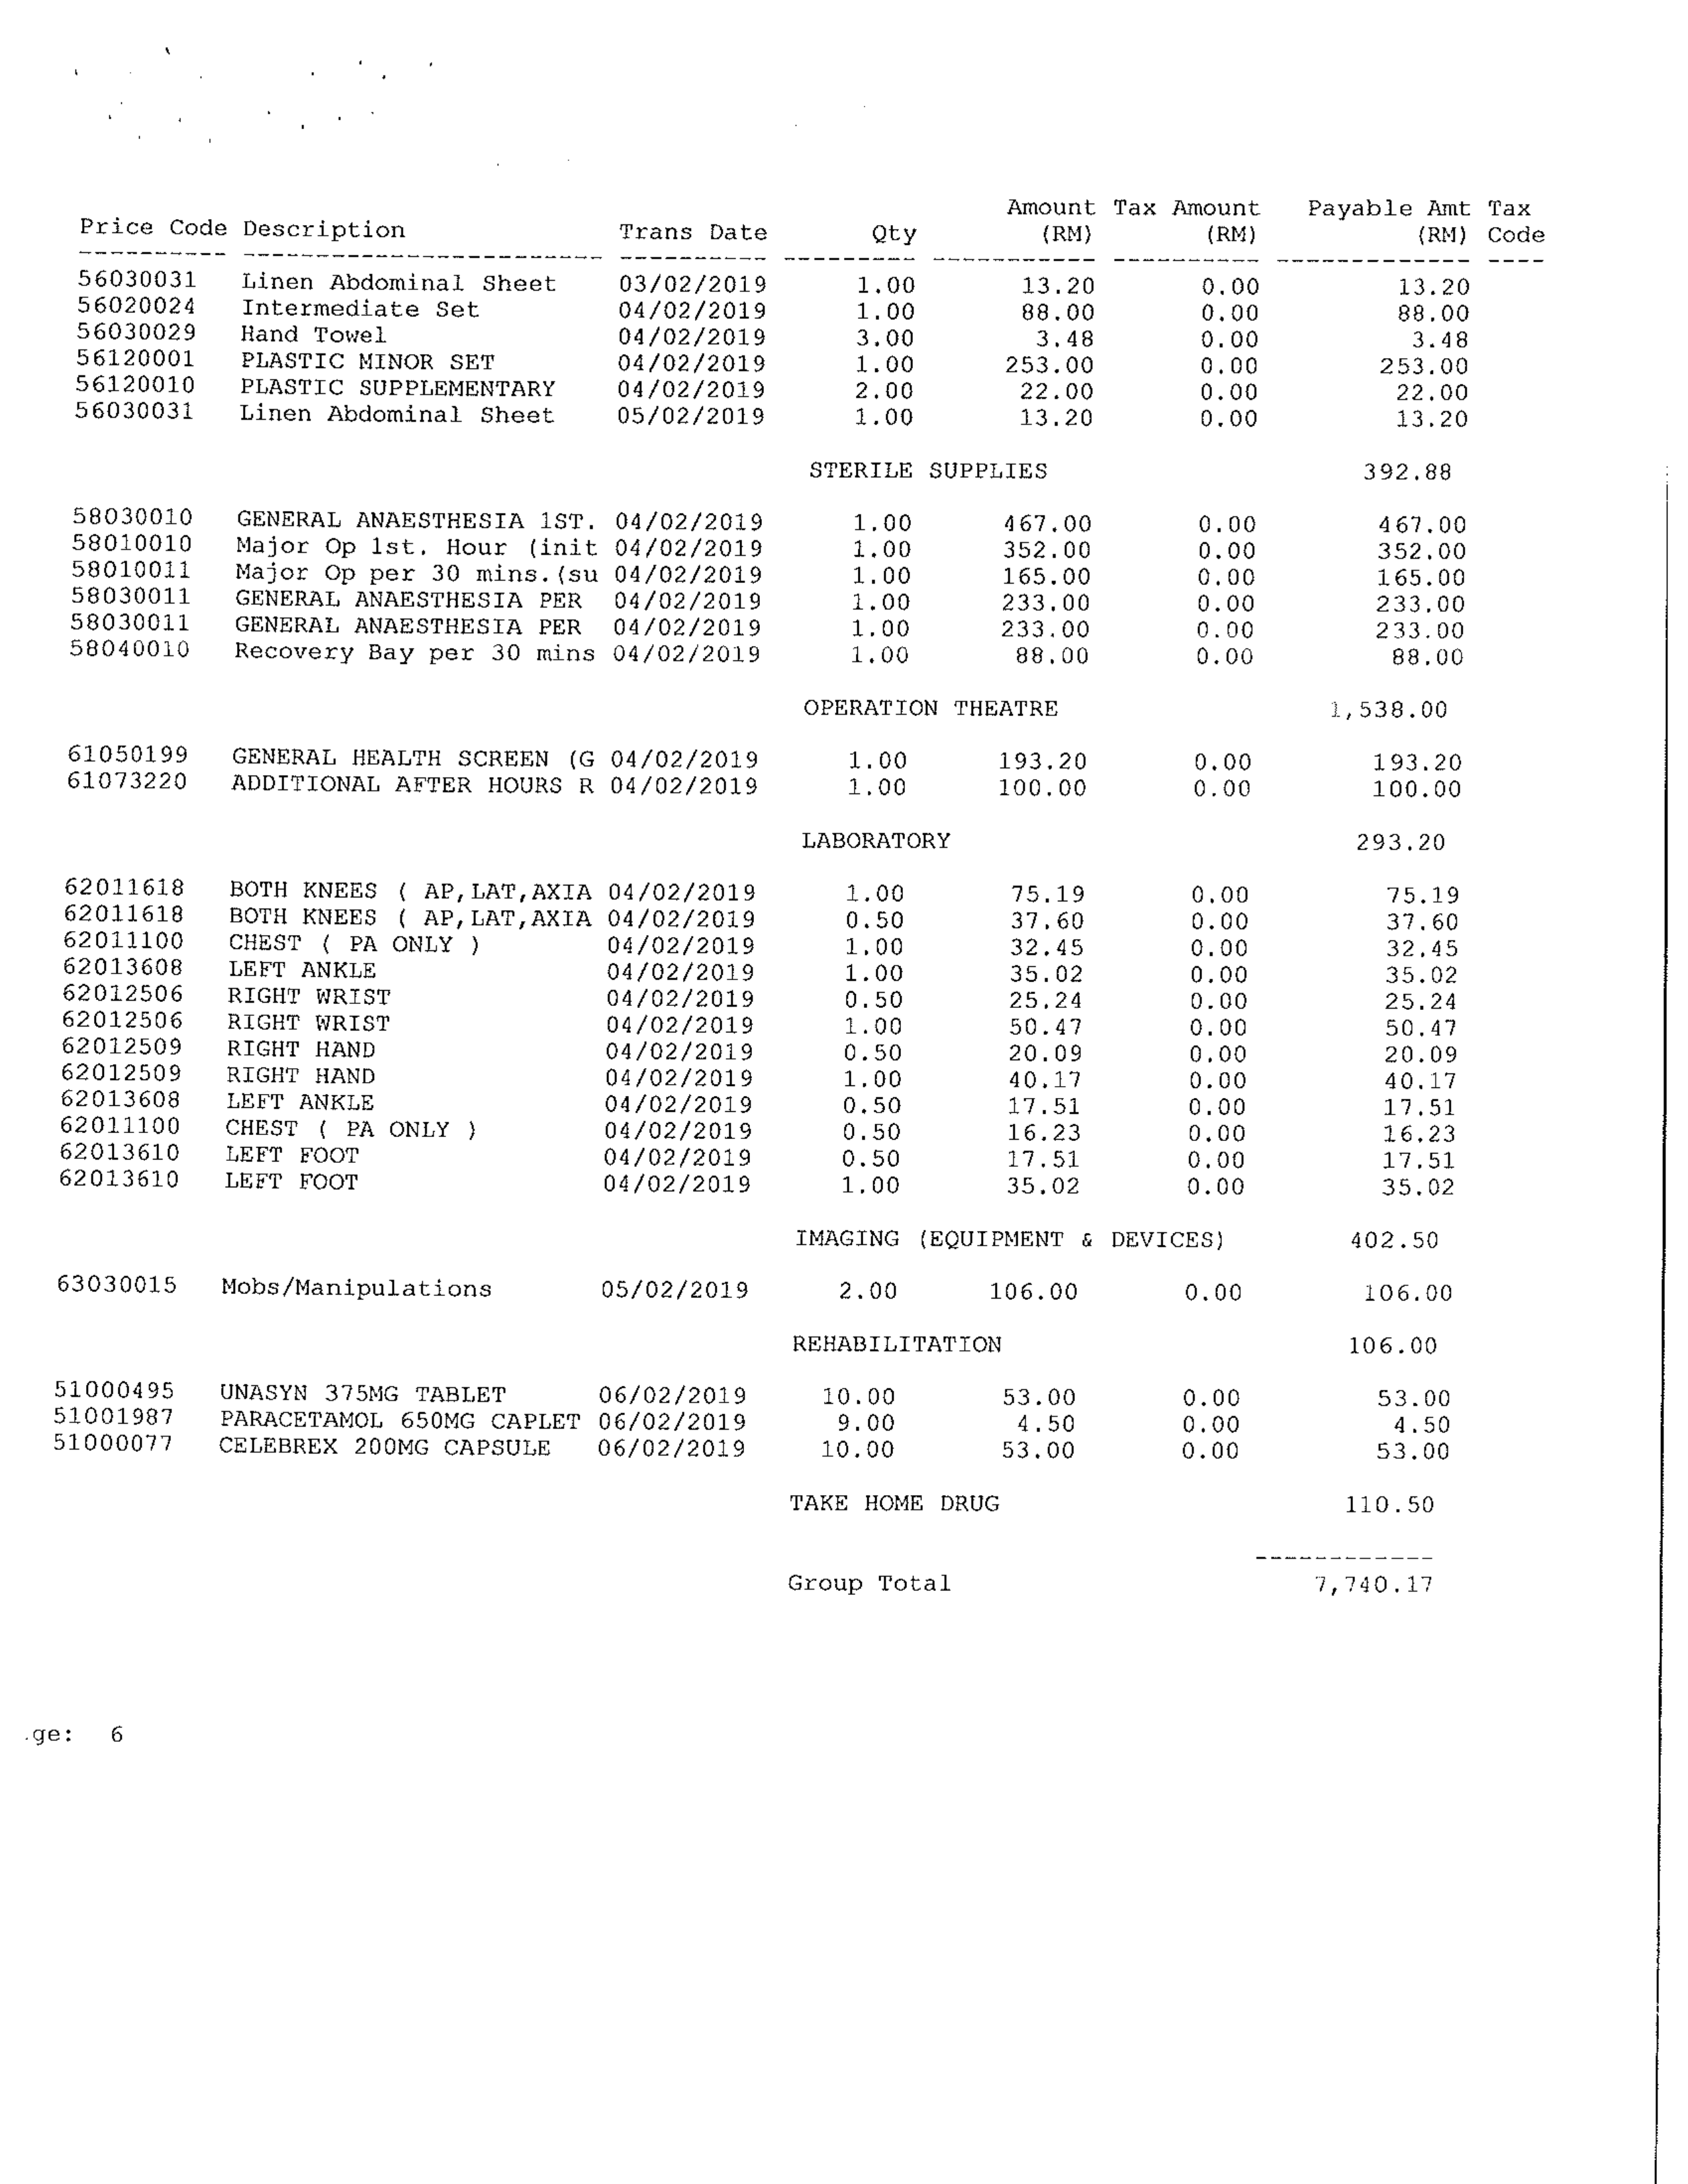 Amount Tax Amount Payable Amt Tax
Price Code Description Trans Date Qty (RM) (RM) (RM) Code
56030031 Linen Abdominal Sheet 03/02/2019 1.00 13.20 0.00 13.20
56020024 Intermediate Set 04/02/2019 1.00 88.00 0.00 88.00
56030029 Hand Towel 04/02/2019 3.00 3.48 0.00 3.48
56120001 PLASTIC MINOR SET 04/02/2019 1.00 253.00 0.00 253.00
56120010 PLASTIC SUPPLEMENTARY 04/02/2019 2.00 22.00 0.00 22.00
56030031 Linen Abdominal Sheet 05/02/2019 1.00 13.20 0.00 13.20
STERILE SUPPLIES 392.88
58030010 GENERAL ANAESTHESIA 1ST. 04/02/2019 1.00 467.00 0.00 467.00
58010010 Major Op 1st. Hour (init 04/02/2019 1.00 352.00 0.00 352.00
58010011 Major Op per 30 mins.(su 04/02/2019 1.00 165.00 0.00 165.00
58030011 GENERAL ANAESTHESIA PER 04/02/2019 1.00 233.00 0.00 233.00
58030011 GENERAL ANAESTHESIA PER 04/02/2019 1.00 233.00 0.00 233.00
58040010 Recovery Bay per 30 mins 04/02/2019 1.00 88.00 0.00 88.00
OPERATION THEATRE 1,538.00
61050199 GENERAL HEALTH SCREEN (G 04/02/2019 1.00 193.20 0.00 193.20
61073220 ADDITIONAL AFTER HOURS R 04/02/2019 1.00 100.00 0.00 100.00
LABORATORY 293.20
62011618 BOTH KNEES ( AP,LAT,AXIA 04/02/2019 1.00 75.19 0.00 75.19
62011618 BOTH KNEES ( AP,LAT,AXIA 04/02/2019 0.50 37.60 0.00 37.60
62011100 CHEST ( PA ONLY ) 04/02/2019 1.00 32.45 0.00 32.45
62013608 LEFT ANKLE 04/02/2019 1.00 35.02 0.00 35.02
62012506 RIGHT WRIST 04/02/2019 0.50 25.24 0.00 25.24
62012506 RIGHT WRIST 04/02/2019 1.00 50.47 0.00 50.47
62012509 RIGHT HAND 04/02/2019 0.50 20.09 0.00 20.09
62012509 RIGHT HAND 04/02/2019 1.00 40.17 0.00 40.17
62013608 LEFT ANKLE 04/02/2019 0.50 17.51 0.00 17.51
62011100 CHEST ( PA ONLY ) 04/02/2019 0.50 16.23 0.00 16.23
62013610 LEFT FOOT 04/02/2019 0.50 17.51 0.00 17.51
62013610 LEFT FOOT 04/02/2019 1.00 35.02 0.00 35.02
IMAGING (EQUIPMENT & DEVICES) 402.50
63030015 Mobs/Manipulations 05/02/2019 2.00 106.00 0.00 106.00
REHABILITATION 106.00
51000495 UNASYN 375MG TABLET 06/02/2019 10.00 53.00 0.00 53.00
51001987 PARACETAMOL 650MG CAPLET 06/02/2019 9.00 4.50 0.00 4.50
51000077 CELEBREX 200MG CAPSULE 06/02/2019 10.00 53.00 0.00 53.00
TAKE HOME DRUG 110.50
Group Total 7,740.17
ge: 6